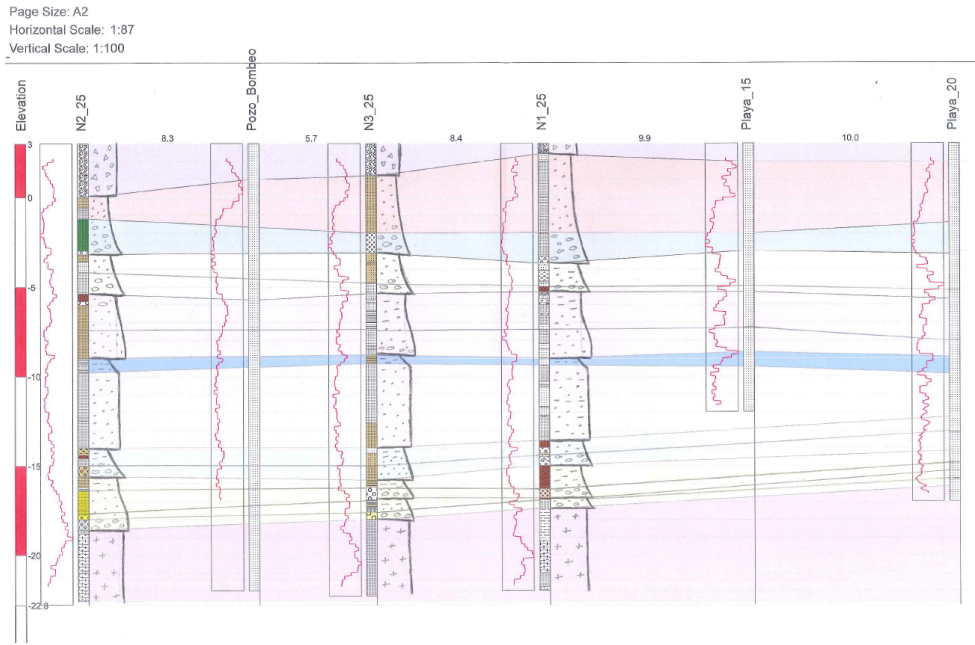 Page Size: A2
Horizontal Scale: 1:87
Vertical Scale: 1:100
Elevation
N2_25
Pozo_Bombeo
N3_25
N1_25
Playa_15
Playa_20
8.3
5.7
8.4
9.9
10.0
3
0
-5
-10
-15
-20
-22.8